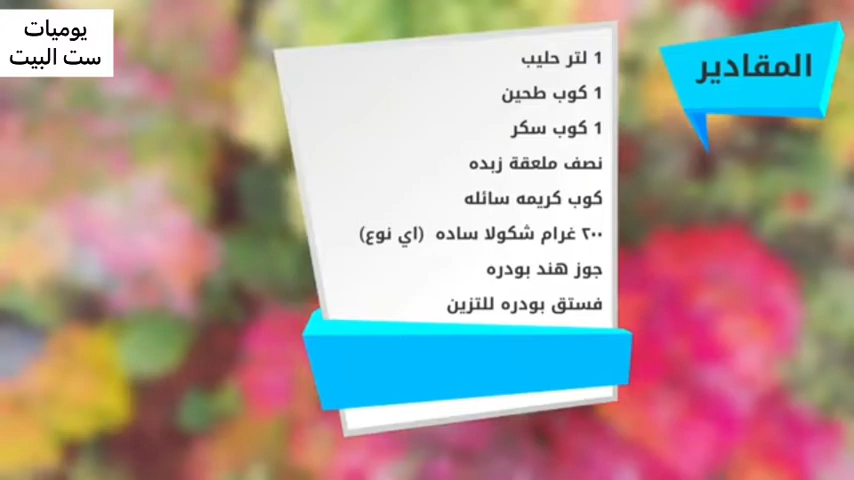 يوميات
ست البيت
المقادير
1 لتر حليب
1 كوب طحين
1 كوب سكر
نصف ملعقة زبده
كوب كريمه سائله
٢٠٠ غرام شكولا ساده (اي نوع)
جوز هند بودره
فستق بودره للتزين